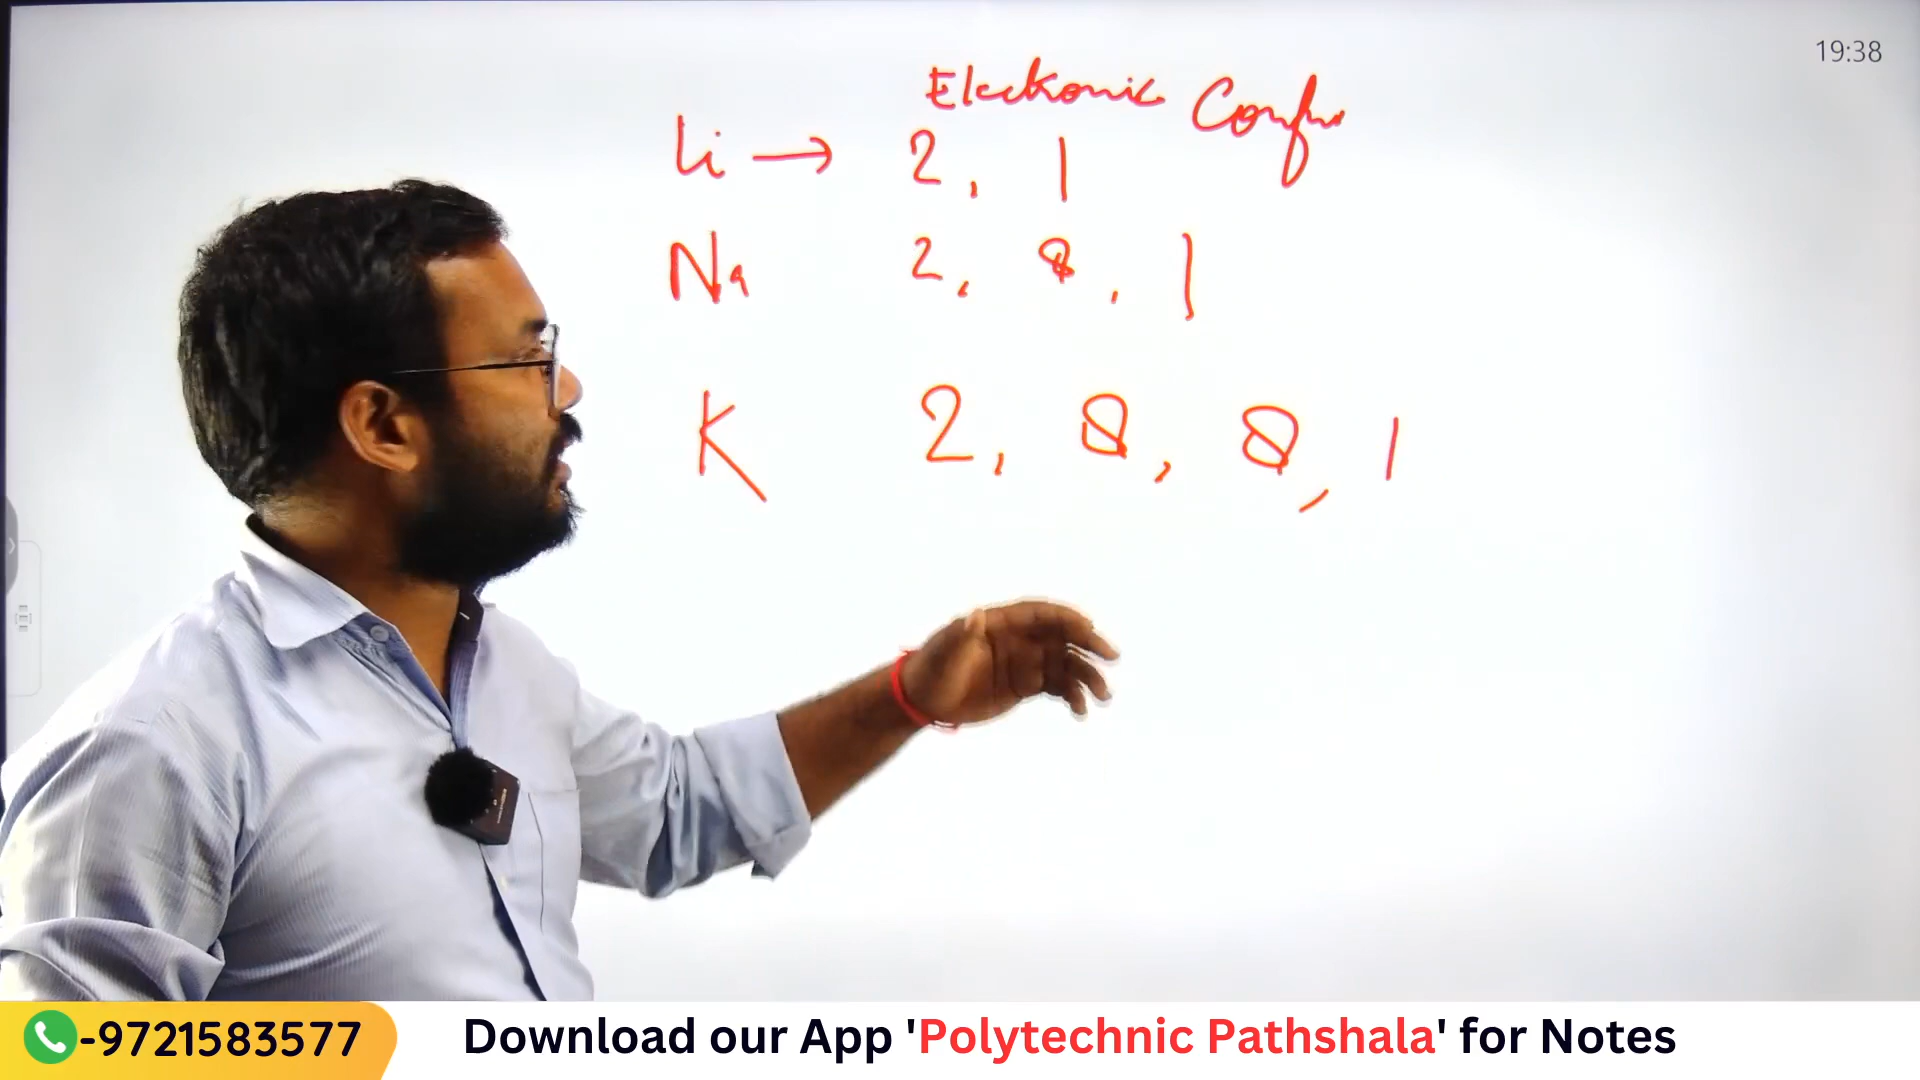 19:38
Electronic Confi
Li → 2, 1
Na 2, 8, 1
K 2, 8, 8, 1
-9721583577 Download our App 'Polytechnic Pathshala' for Notes